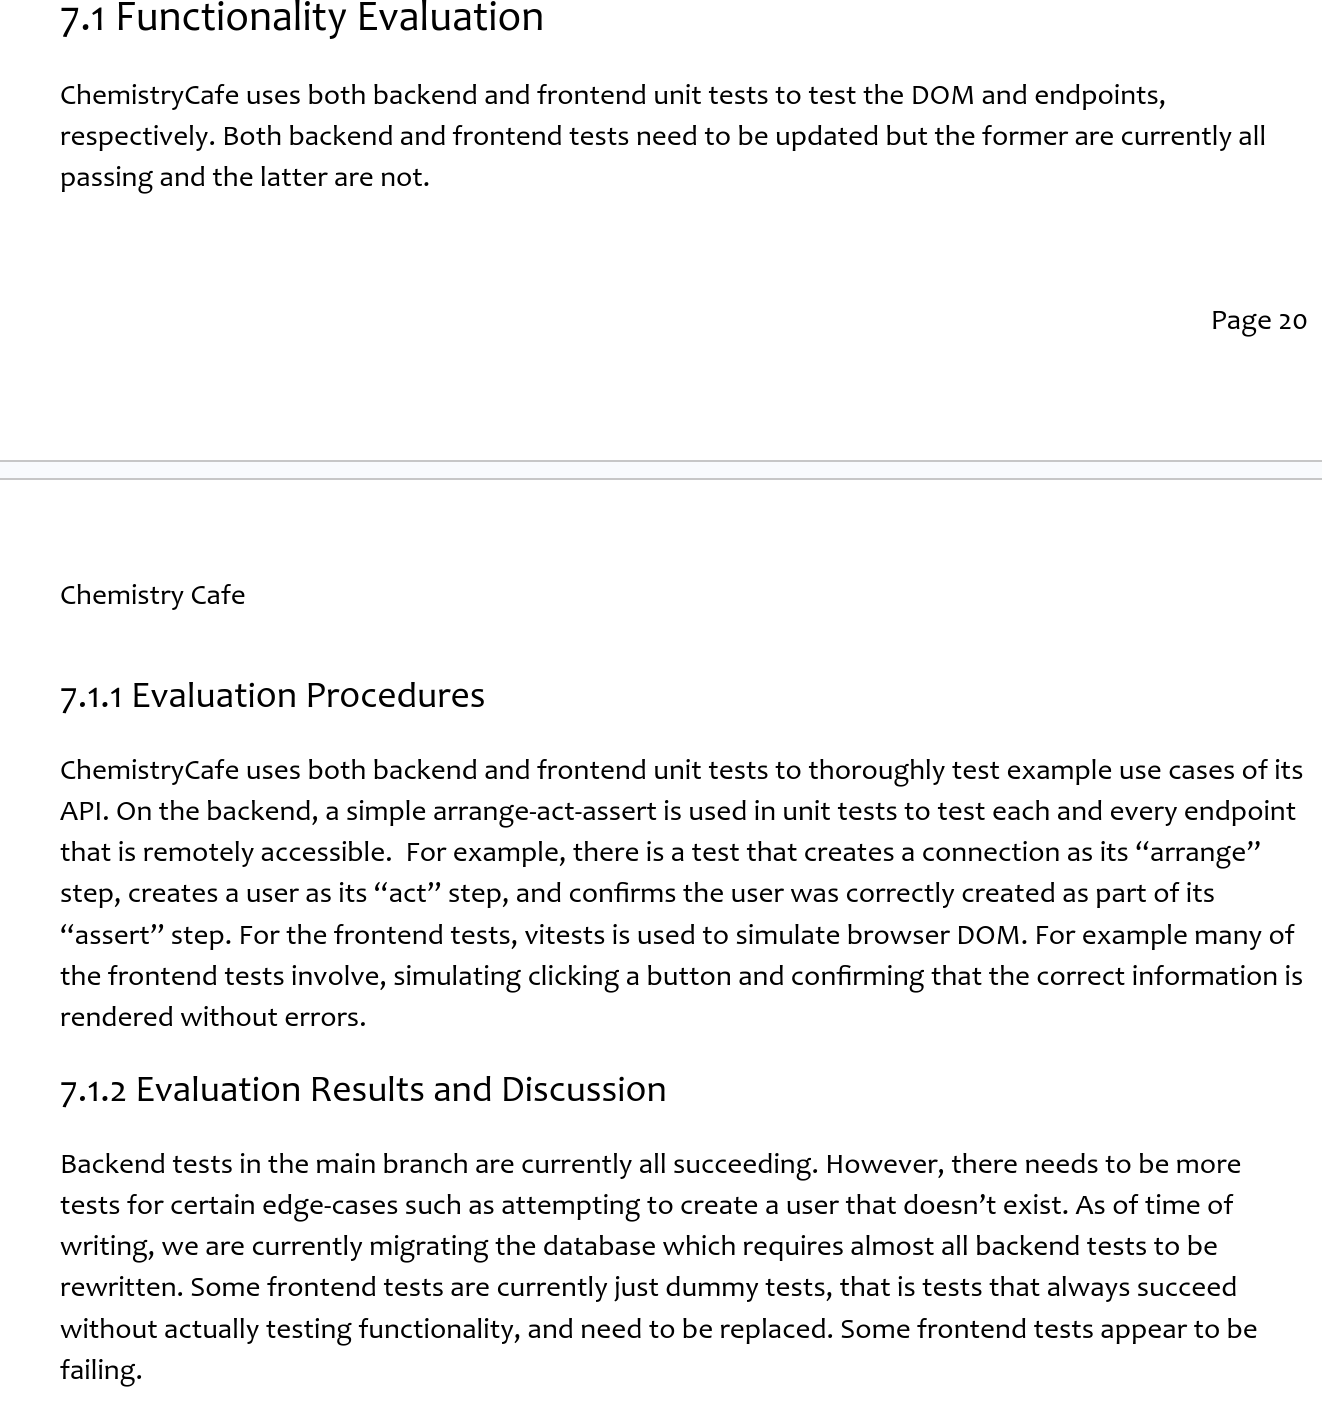 7.1 Functionality Evaluation
ChemistryCafe uses both backend and frontend unit tests to test the DOM and endpoints,
respectively. Both backend and frontend tests need to be updated but the former are currently all
passing and the latter are not.
Page 20
Chemistry Cafe
7.1.1 Evaluation Procedures
ChemistryCafe uses both backend and frontend unit tests to thoroughly test example use cases of its
API. On the backend, a simple arrange-act-assert is used in unit tests to test each and every endpoint
that is remotely accessible.  For example, there is a test that creates a connection as its “arrange”
step, creates a user as its “act” step, and confirms the user was correctly created as part of its
“assert” step. For the frontend tests, vitests is used to simulate browser DOM. For example many of
the frontend tests involve, simulating clicking a button and confirming that the correct information is
rendered without errors.
7.1.2 Evaluation Results and Discussion
Backend tests in the main branch are currently all succeeding. However, there needs to be more
tests for certain edge-cases such as attempting to create a user that doesn’t exist. As of time of
writing, we are currently migrating the database which requires almost all backend tests to be
rewritten. Some frontend tests are currently just dummy tests, that is tests that always succeed
without actually testing functionality, and need to be replaced. Some frontend tests appear to be
failing.